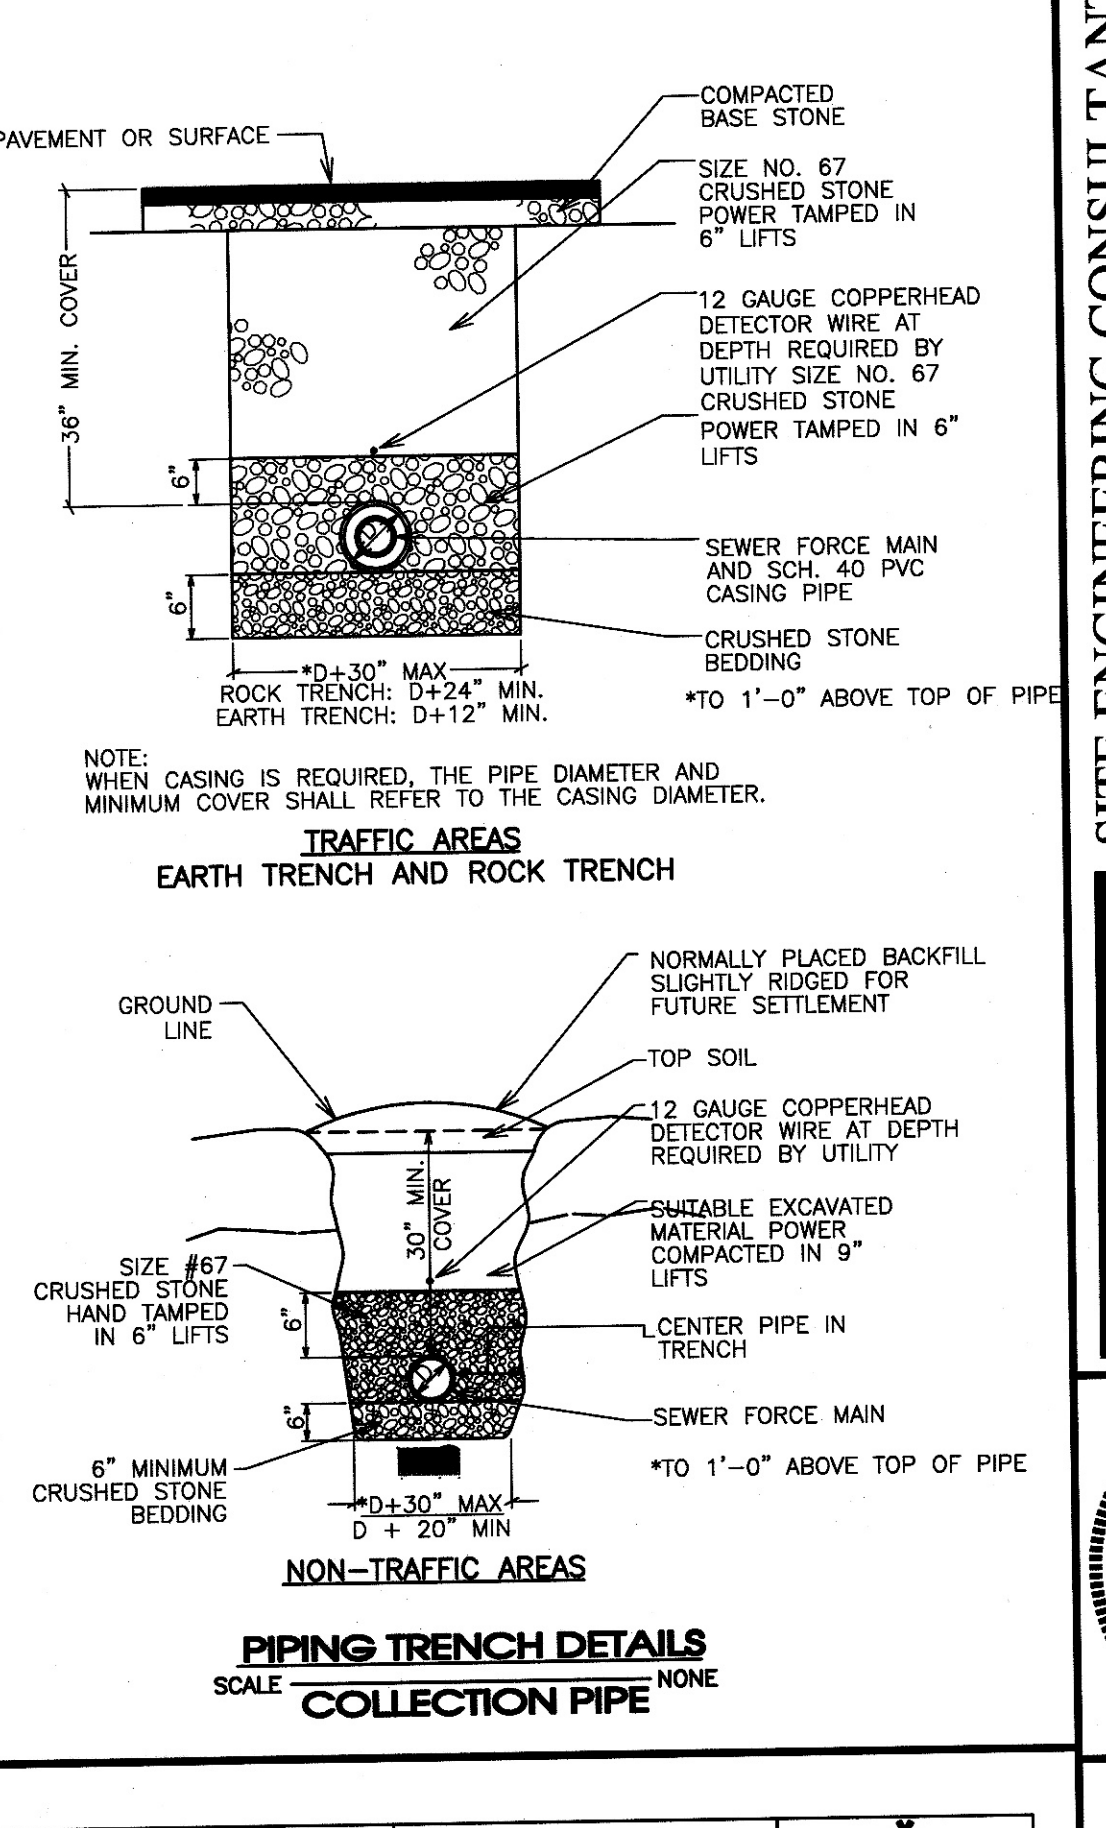 PAVEMENT OR SURFACE
COMPACTED
BASE STONE
SIZE NO. 67
CRUSHED STONE
POWER TAMPED IN
6" LIFTS
36" MIN. COVER
12 GAUGE COPPERHEAD
DETECTOR WIRE AT
DEPTH REQUIRED BY
UTILITY SIZE NO. 67
CRUSHED STONE
POWER TAMPED IN 6"
LIFTS
6"
D
SEWER FORCE MAIN
AND SCH. 40 PVC
CASING PIPE
6"
CRUSHED STONE
BEDDING
*D+30" MAX
ROCK TRENCH: D+24" MIN.
EARTH TRENCH: D+12" MIN.
*TO 1'-0" ABOVE TOP OF PIPE
NOTE:
WHEN CASING IS REQUIRED, THE PIPE DIAMETER AND
MINIMUM COVER SHALL REFER TO THE CASING DIAMETER.
TRAFFIC AREAS
EARTH TRENCH AND ROCK TRENCH
NORMALLY PLACED BACKFILL
SLIGHTLY RIDGED FOR
FUTURE SETTLEMENT
GROUND
LINE
TOP SOIL
12 GAUGE COPPERHEAD
DETECTOR WIRE AT DEPTH
REQUIRED BY UTILITY
30" MIN.
COVER
SUITABLE EXCAVATED
MATERIAL POWER
COMPACTED IN 9"
LIFTS
SIZE #67
CRUSHED STONE
HAND TAMPED
IN 6" LIFTS
6"
CENTER PIPE IN
TRENCH
D
SEWER FORCE MAIN
6"
6" MINIMUM
CRUSHED STONE
BEDDING
*TO 1'-0" ABOVE TOP OF PIPE
*D+30" MAX
D + 20" MIN
NON-TRAFFIC AREAS
PIPING TRENCH DETAILS
SCALE NONE
COLLECTION PIPE
SITE ENGINEERING CONSULTANT